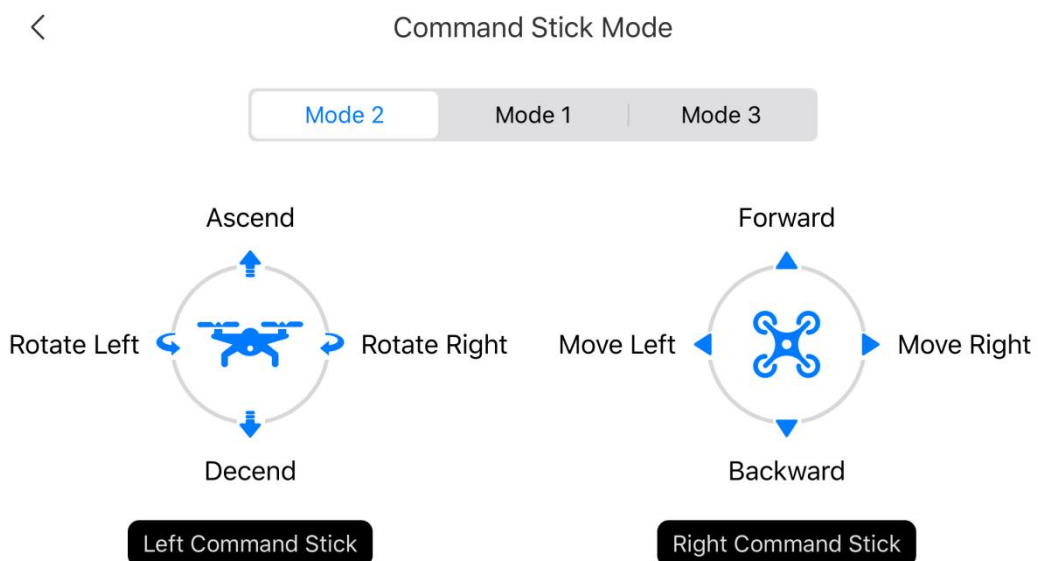 Command Stick Mode
Mode 2 Mode 1 Mode 3
Ascend
Rotate Left Rotate Right
Decend
Left Command Stick
Forward
Move Left Move Right
Backward
Right Command Stick